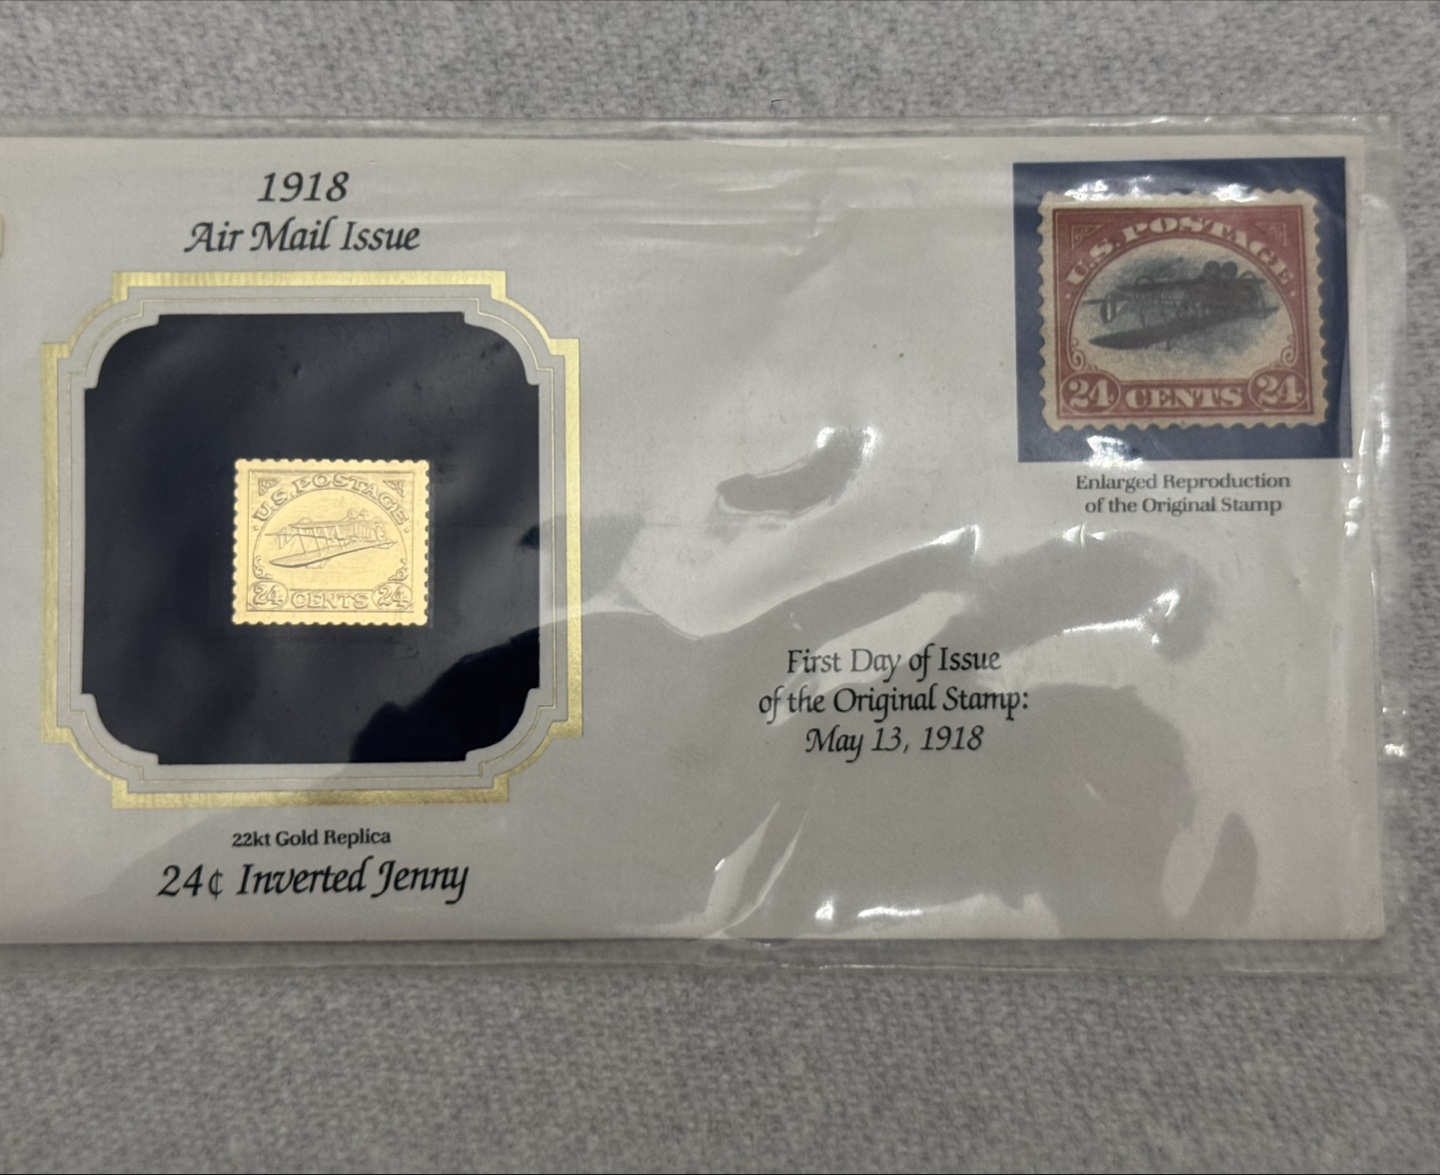 1918
Air Mail Issue
U.S. POSTAGE
24 CENTS 24
22kt Gold Replica
24¢ Inverted Jenny
U.S. POSTAGE
24 CENTS 24
Enlarged Reproduction
of the Original Stamp
First Day of Issue
of the Original Stamp:
May 13, 1918